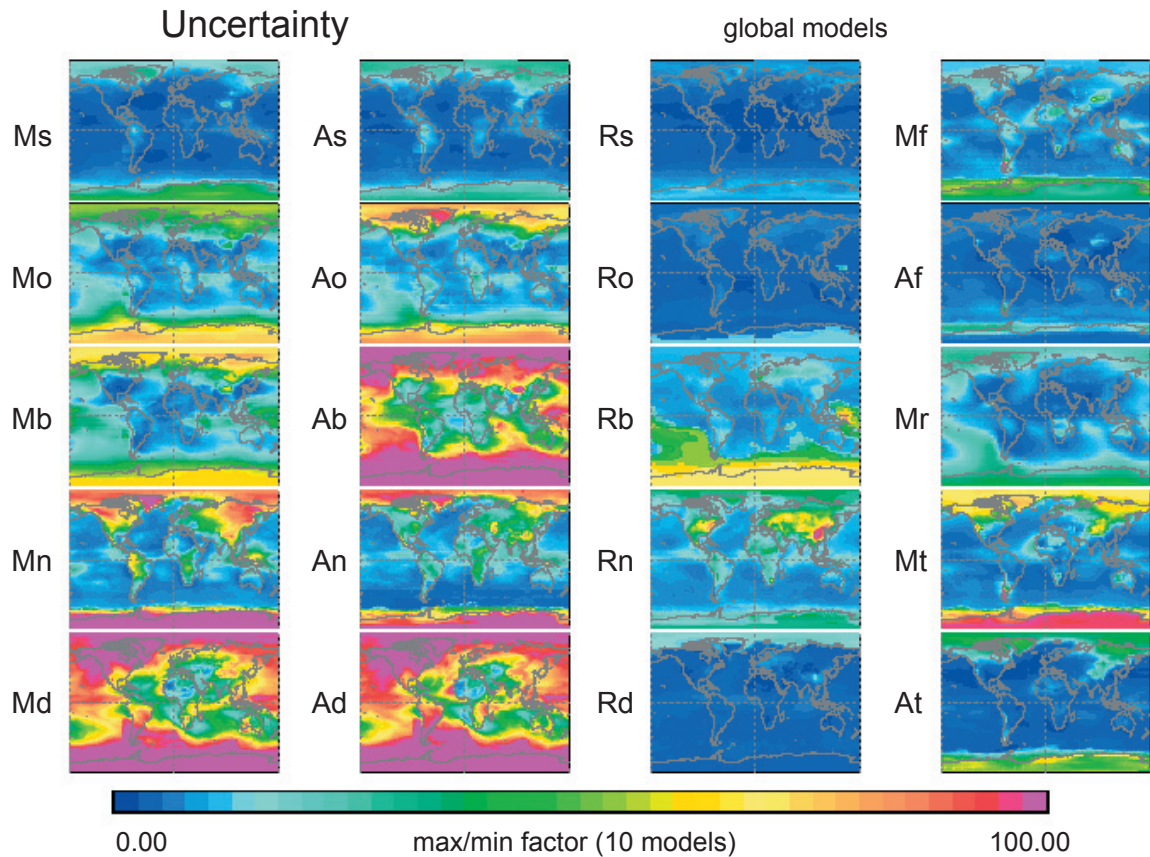 Uncertainty global models
Ms As Rs Mf
Mo Ao Ro Af
Mb Ab Rb Mr
Mn An Rn Mt
Md Ad Rd At
0.00 max/min factor (10 models) 100.00